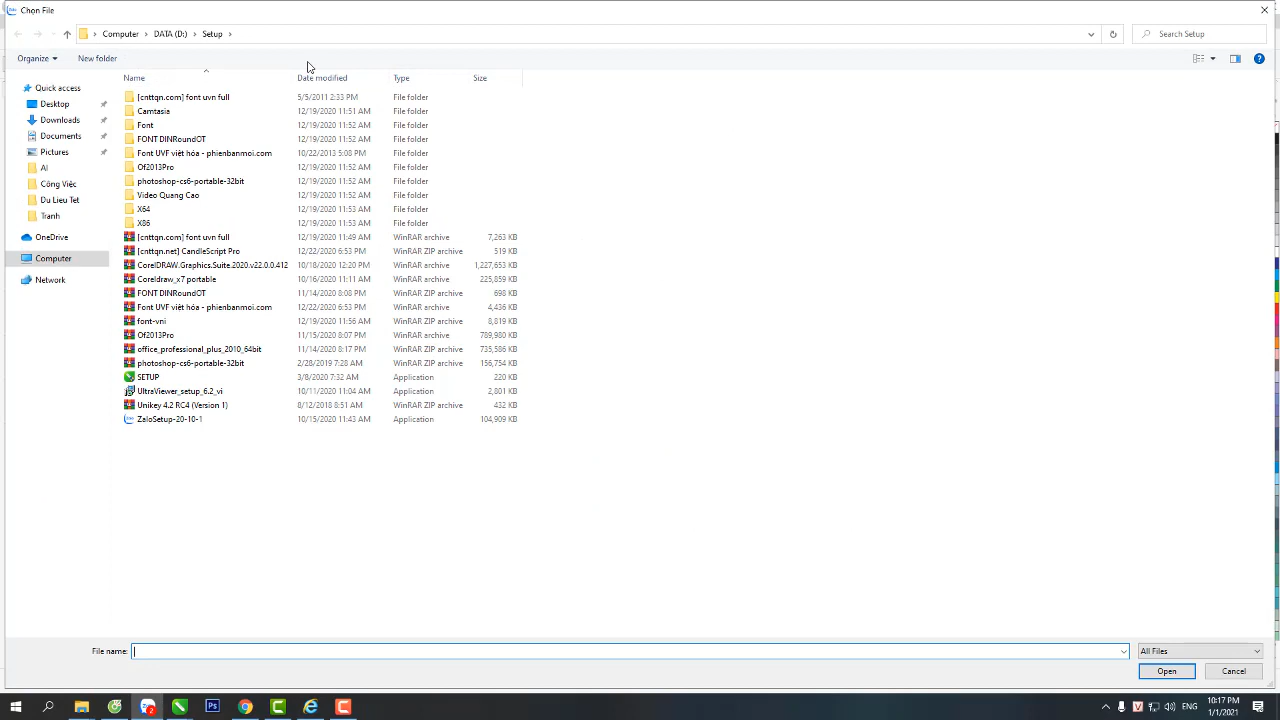 Chọn File
Computer > DATA (D:) > Setup >
Search Setup
Organize
New folder
Name Date modified Type Size
Quick access
Desktop
Downloads
Documents
Pictures
AI
Công Việc
Du Lieu Tet
Tranh
OneDrive
Computer
Network
[cnttqn.com] font uvn full 5/5/2011 2:33 PM File folder
Camtasia 12/19/2020 11:51 AM File folder
Font 12/19/2020 11:52 AM File folder
FONT DINRoundOT 12/19/2020 11:52 AM File folder
Font UVF việt hóa - phienbanmoi.com 10/22/2013 5:08 PM File folder
Of2013Pro 12/19/2020 11:52 AM File folder
photoshop-cs6-portable-32bit 12/19/2020 11:52 AM File folder
Video Quang Cao 12/19/2020 11:52 AM File folder
X64 12/19/2020 11:53 AM File folder
X86 12/19/2020 11:53 AM File folder
[cnttqn.com] font uvn full 12/19/2020 11:49 AM WinRAR archive 7,263 KB
[cnttqn.net] CandleScript Pro 12/22/2020 6:53 PM WinRAR ZIP archive 519 KB
CorelDRAW.Graphics.Suite.2020.v22.0.0.412 10/18/2020 12:20 PM WinRAR archive 1,227,653 KB
Coreldraw_x7 portable 10/16/2020 11:11 AM WinRAR archive 225,859 KB
FONT DINRoundOT 11/14/2020 8:08 PM WinRAR ZIP archive 698 KB
Font UVF việt hóa - phienbanmoi.com 12/22/2020 6:53 PM WinRAR ZIP archive 4,436 KB
font-vni 12/19/2020 11:56 AM WinRAR ZIP archive 8,819 KB
Of2013Pro 11/15/2020 8:07 PM WinRAR archive 789,980 KB
office_professional_plus_2010_64bit 11/14/2020 8:17 PM WinRAR ZIP archive 735,586 KB
photoshop-cs6-portable-32bit 2/28/2019 7:28 AM WinRAR ZIP archive 156,754 KB
SETUP 3/8/2020 7:32 AM Application 220 KB
UltraViewer_setup_6.2_vi 10/11/2020 11:04 AM Application 2,801 KB
Unikey 4.2 RC4 (Version 1) 8/12/2018 8:51 AM WinRAR ZIP archive 432 KB
ZaloSetup-20-10-1 10/15/2020 11:43 AM Application 104,909 KB
File name:
All Files
Open
Cancel
ENG
10:17 PM
1/1/2021